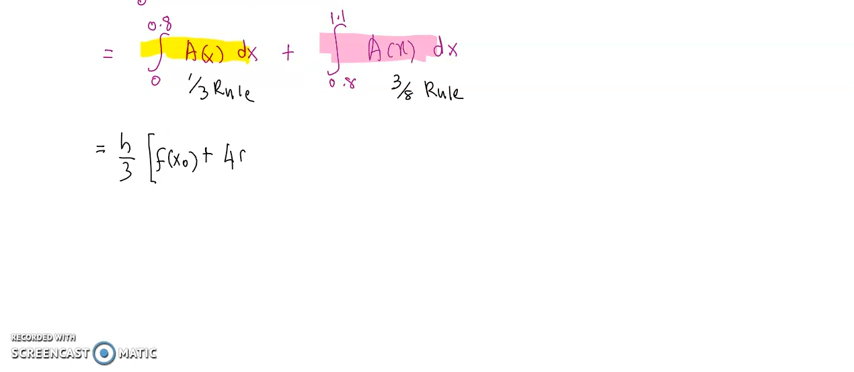 = ∫₀^0.8 A(x) dx + ∫_0.8^1.1 A(x) dx
1/3 Rule 3/8 Rule
= h/3 [f(x₀) + 4
RECORDED WITH
SCREENCAST MATIC